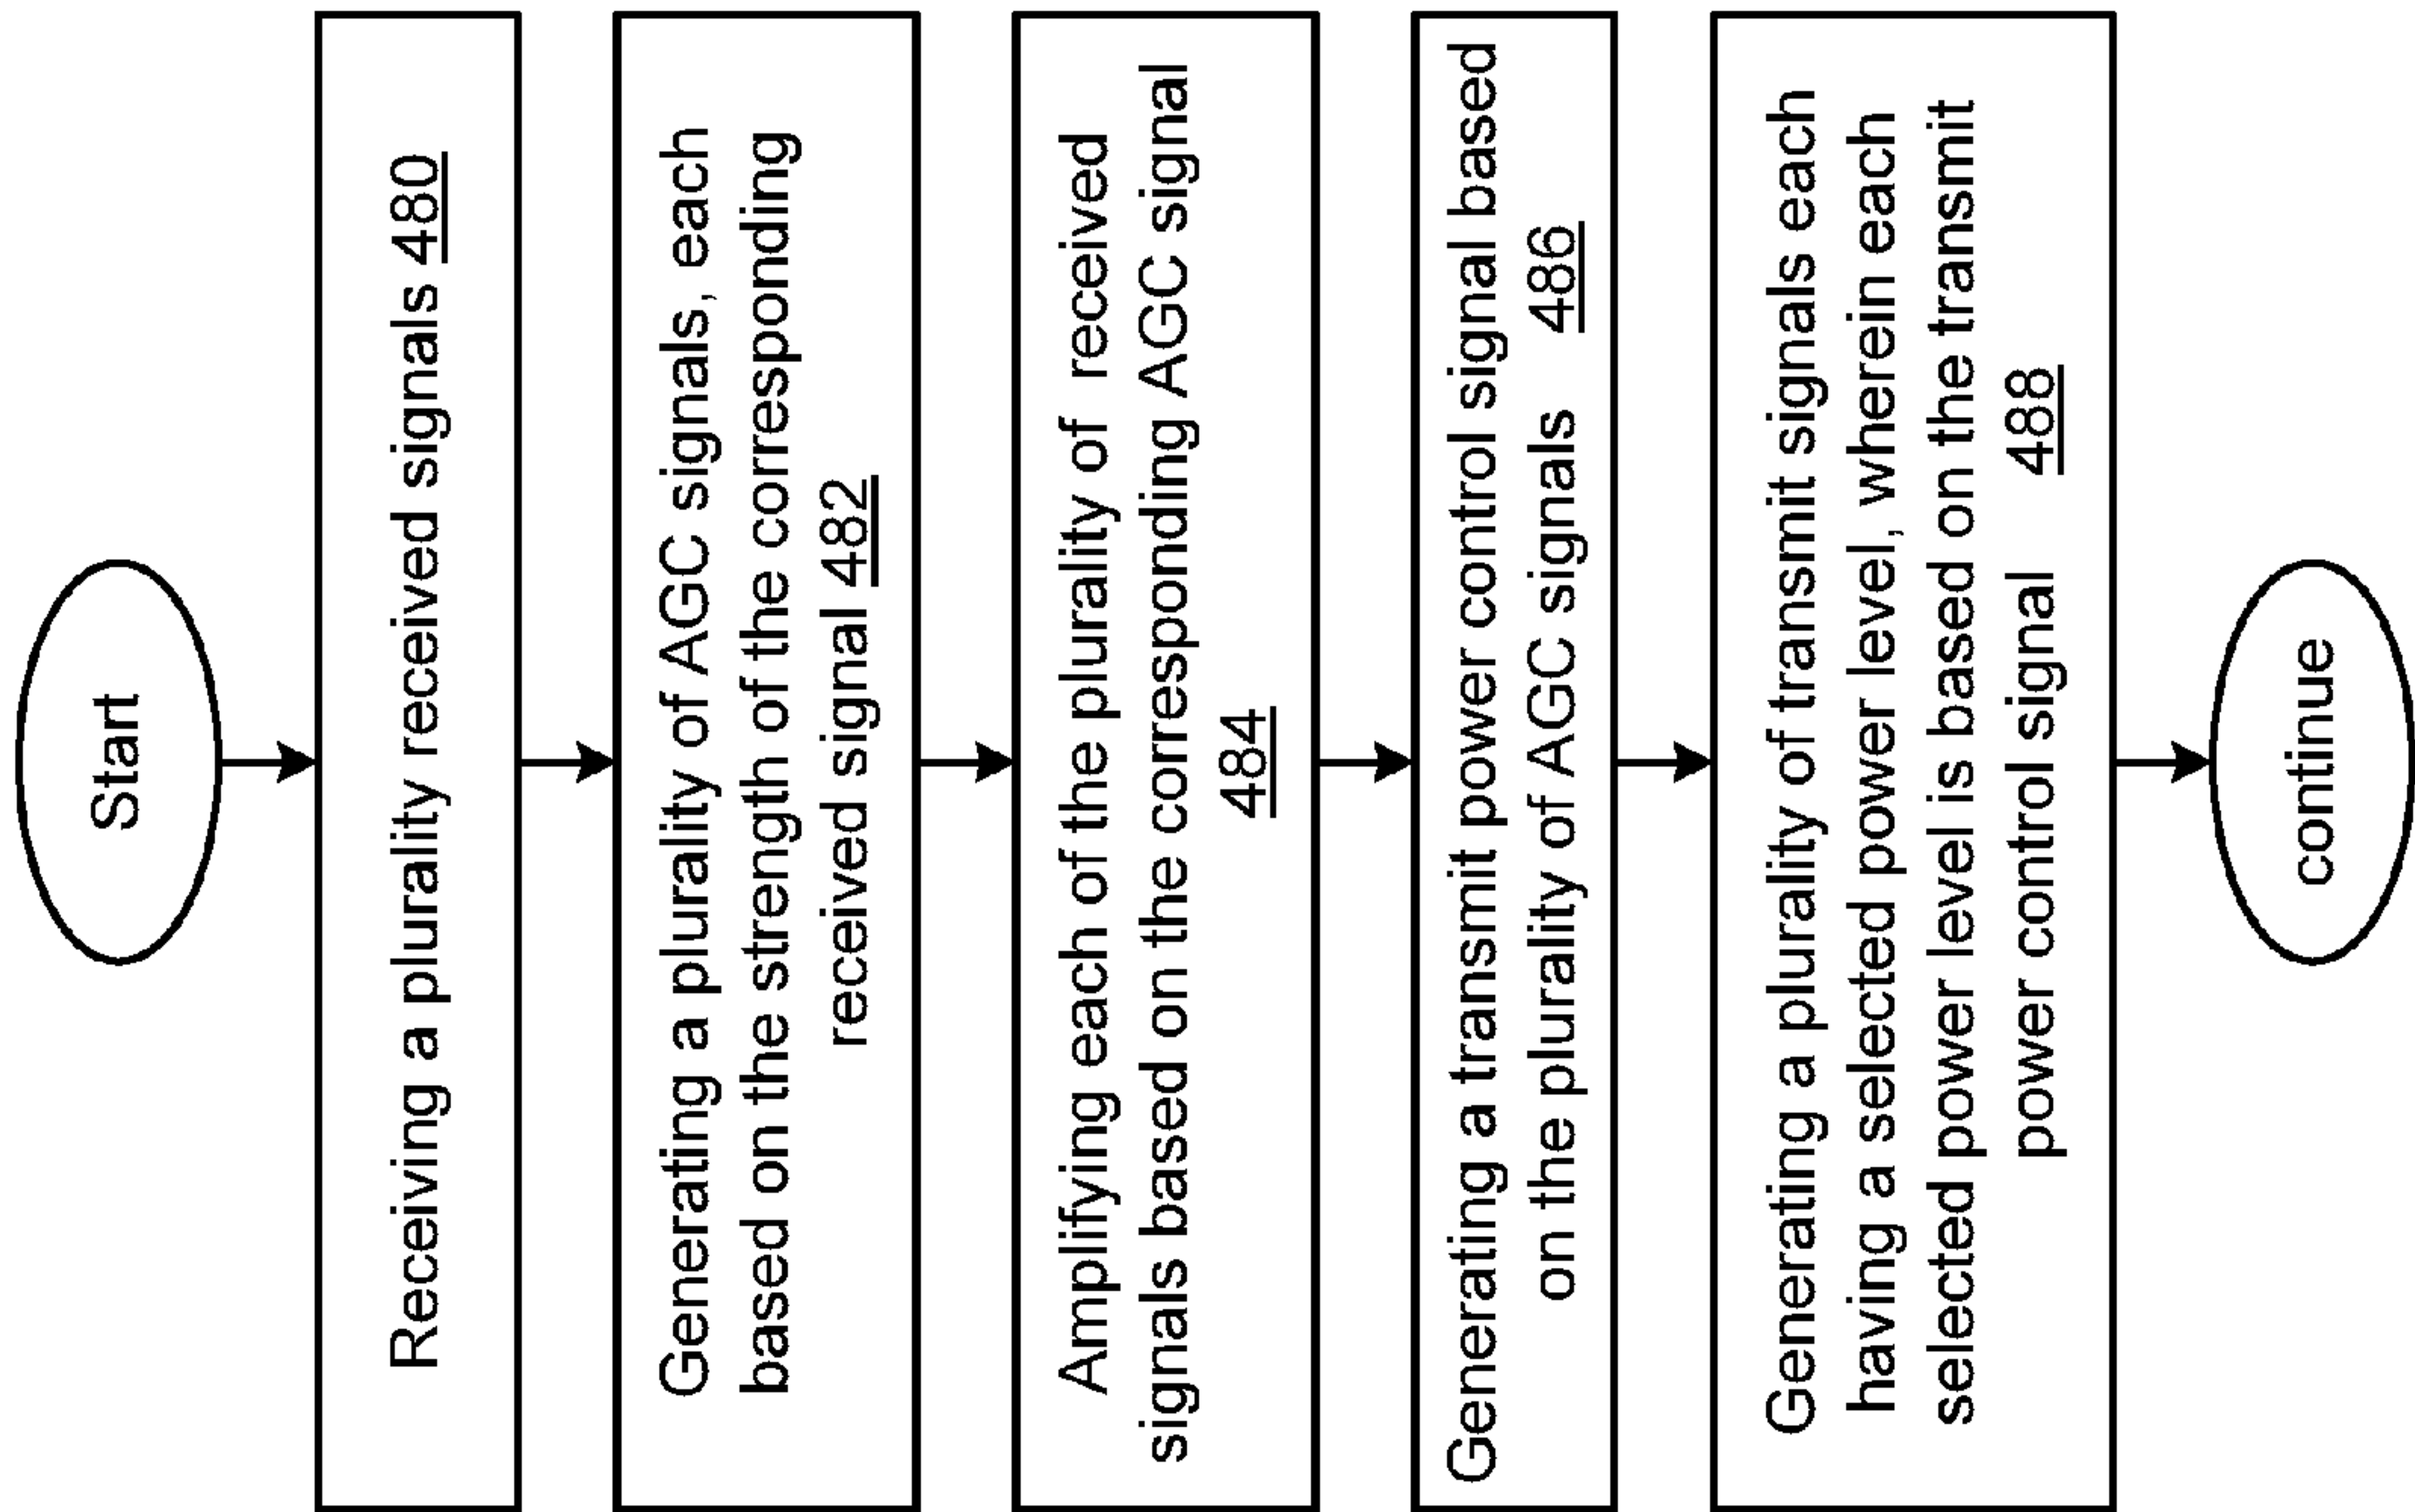 Start
Receiving a plurality received signals 480
Generating a plurality of AGC signals, each
based on the strength of the corresponding
received signal 482
Amplifying each of the plurality of received
signals based on the corresponding AGC signal
484
Generating a transmit power control signal based
on the plurality of AGC signals 486
Generating a plurality of transmit signals each
having a selected power level, wherein each
selected power level is based on the transmit
power control signal 488
continue